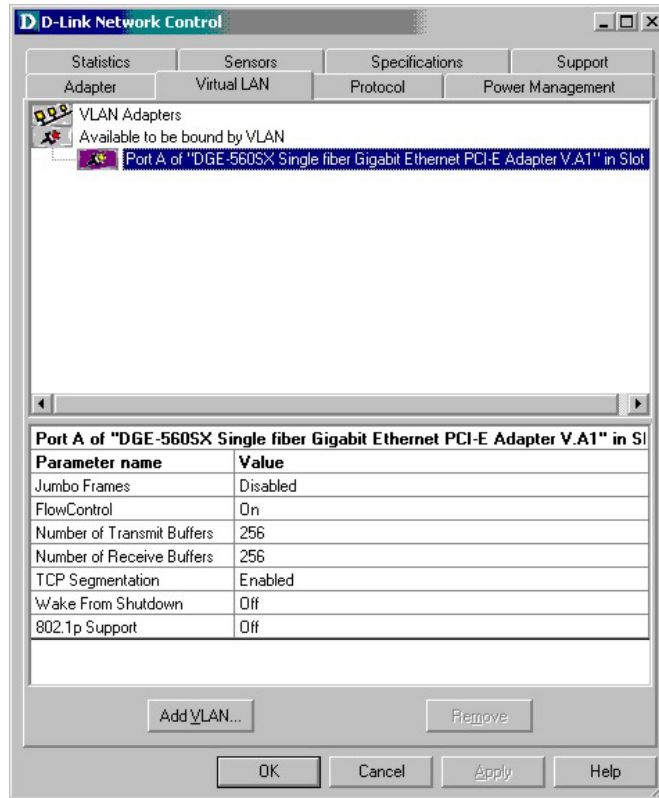 D-Link Network Control
Statistics Sensors Specifications Support
Adapter Virtual LAN Protocol Power Management
VLAN Adapters
Available to be bound by VLAN
Port A of "DGE-560SX Single fiber Gigabit Ethernet PCI-E Adapter V.A1" in Slot
Port A of "DGE-560SX Single fiber Gigabit Ethernet PCI-E Adapter V.A1" in Sl
Parameter name Value
Jumbo Frames Disabled
FlowControl On
Number of Transmit Buffers 256
Number of Receive Buffers 256
TCP Segmentation Enabled
Wake From Shutdown Off
802.1p Support Off
Add VLAN... Remove
OK Cancel Apply Help